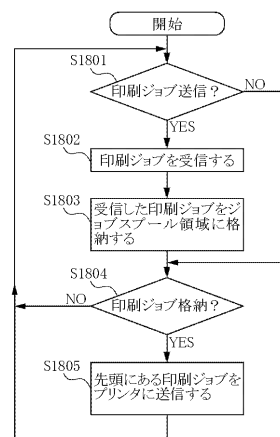 開始
S1801
印刷ジョブ送信？
NO
YES
S1802
印刷ジョブを受信する
S1803
受信した印刷ジョブをジ
ョブスプール領域に格
納する
S1804
NO
印刷ジョブ格納？
YES
S1805
先頭にある印刷ジョブを
プリンタに送信する